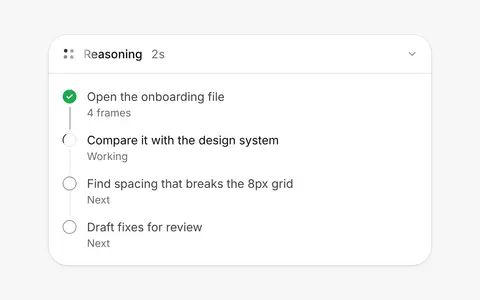 Reasoning 2s
Open the onboarding file
4 frames
Compare it with the design system
Working
Find spacing that breaks the 8px grid
Next
Draft fixes for review
Next